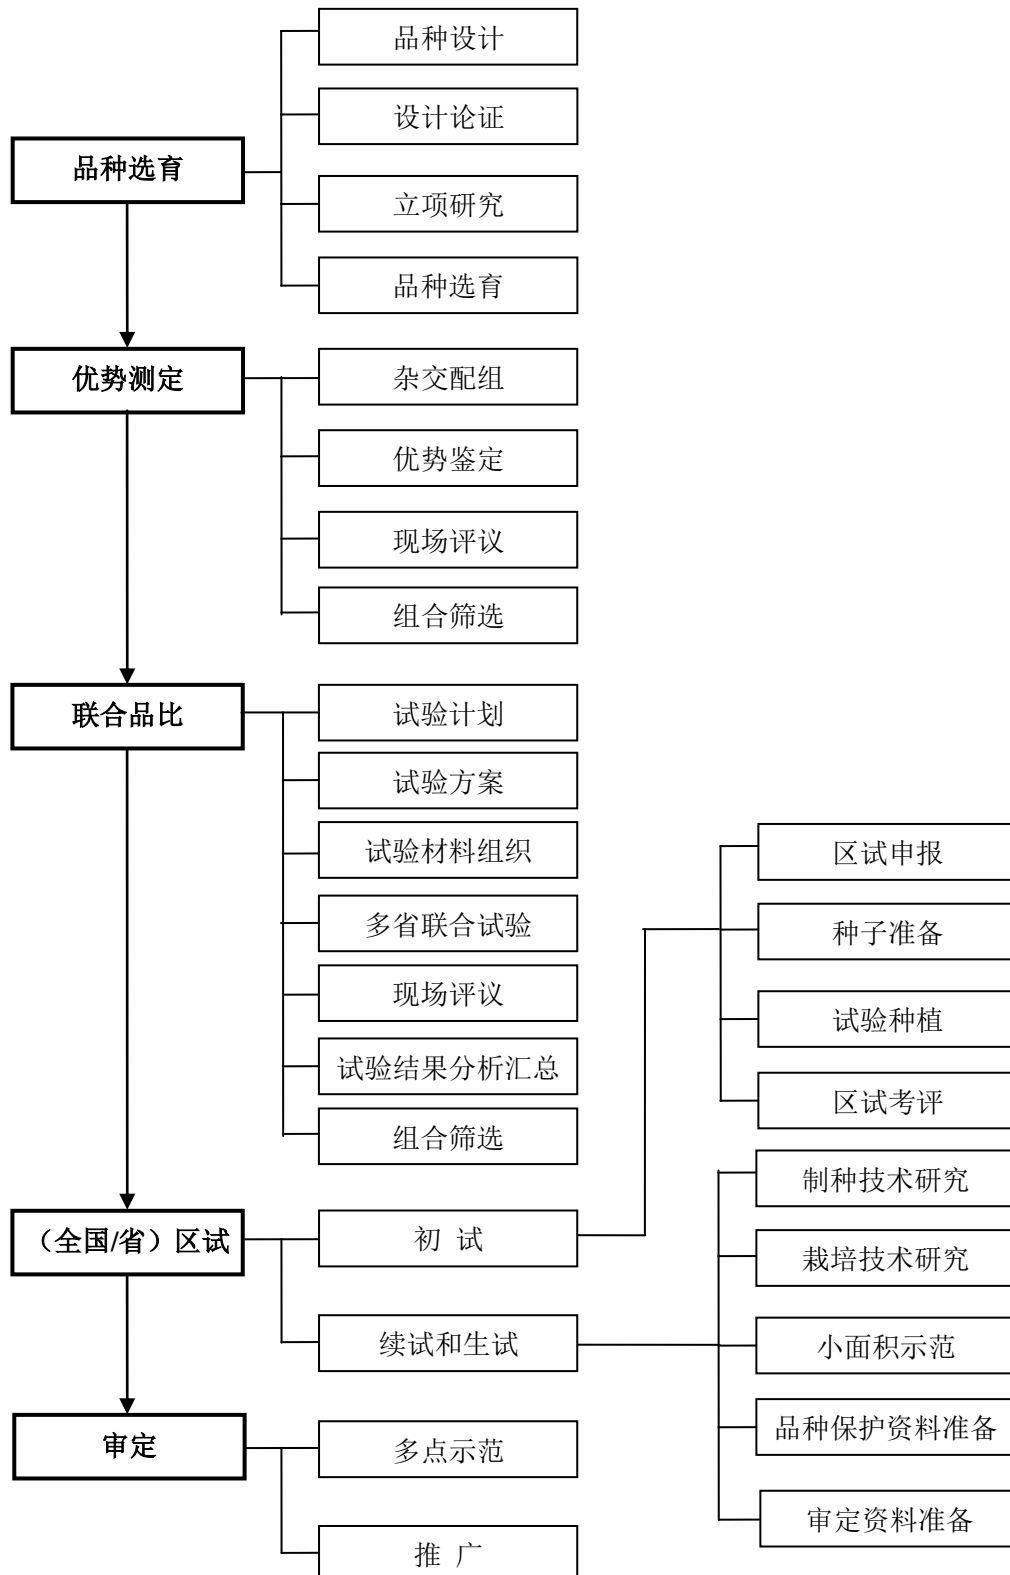 品种选育
品种设计
设计论证
立项研究
品种选育
优势测定
杂交配组
优势鉴定
现场评议
组合筛选
联合品比
试验计划
试验方案
试验材料组织
多省联合试验
现场评议
试验结果分析汇总
组合筛选
（全国/省）区试
初 试
区试申报
种子准备
试验种植
区试考评
续试和生试
制种技术研究
栽培技术研究
小面积示范
品种保护资料准备
审定资料准备
审定
多点示范
推 广